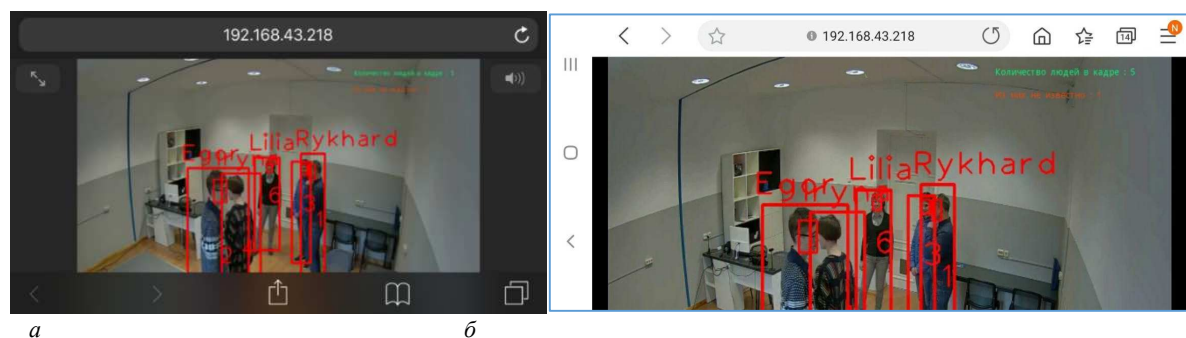 192.168.43.218
Количество людей в кадре :
Lilia Rykhard
Egor
6
3
1
2
а
192.168.43.218
14
N
Количество людей в кадре : 5
Lilia Rykhard
Egor
6
3
1
б